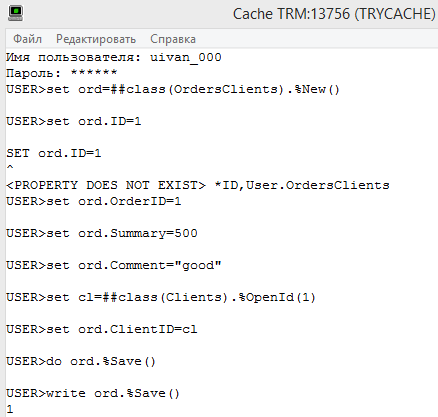 Cache TRM:13756 (TRYCACHE)
Файл Редактировать Справка
Имя пользователя: uivan_000
Пароль: ******
USER>set ord=##class(OrdersClients).%New()
USER>set ord.ID=1
SET ord.ID=1
^
<PROPERTY DOES NOT EXIST> *ID,User.OrdersClients
USER>set ord.OrderID=1
USER>set ord.Summary=500
USER>set ord.Comment="good"
USER>set cl=##class(Clients).%OpenId(1)
USER>set ord.ClientID=cl
USER>do ord.%Save()
USER>write ord.%Save()
1